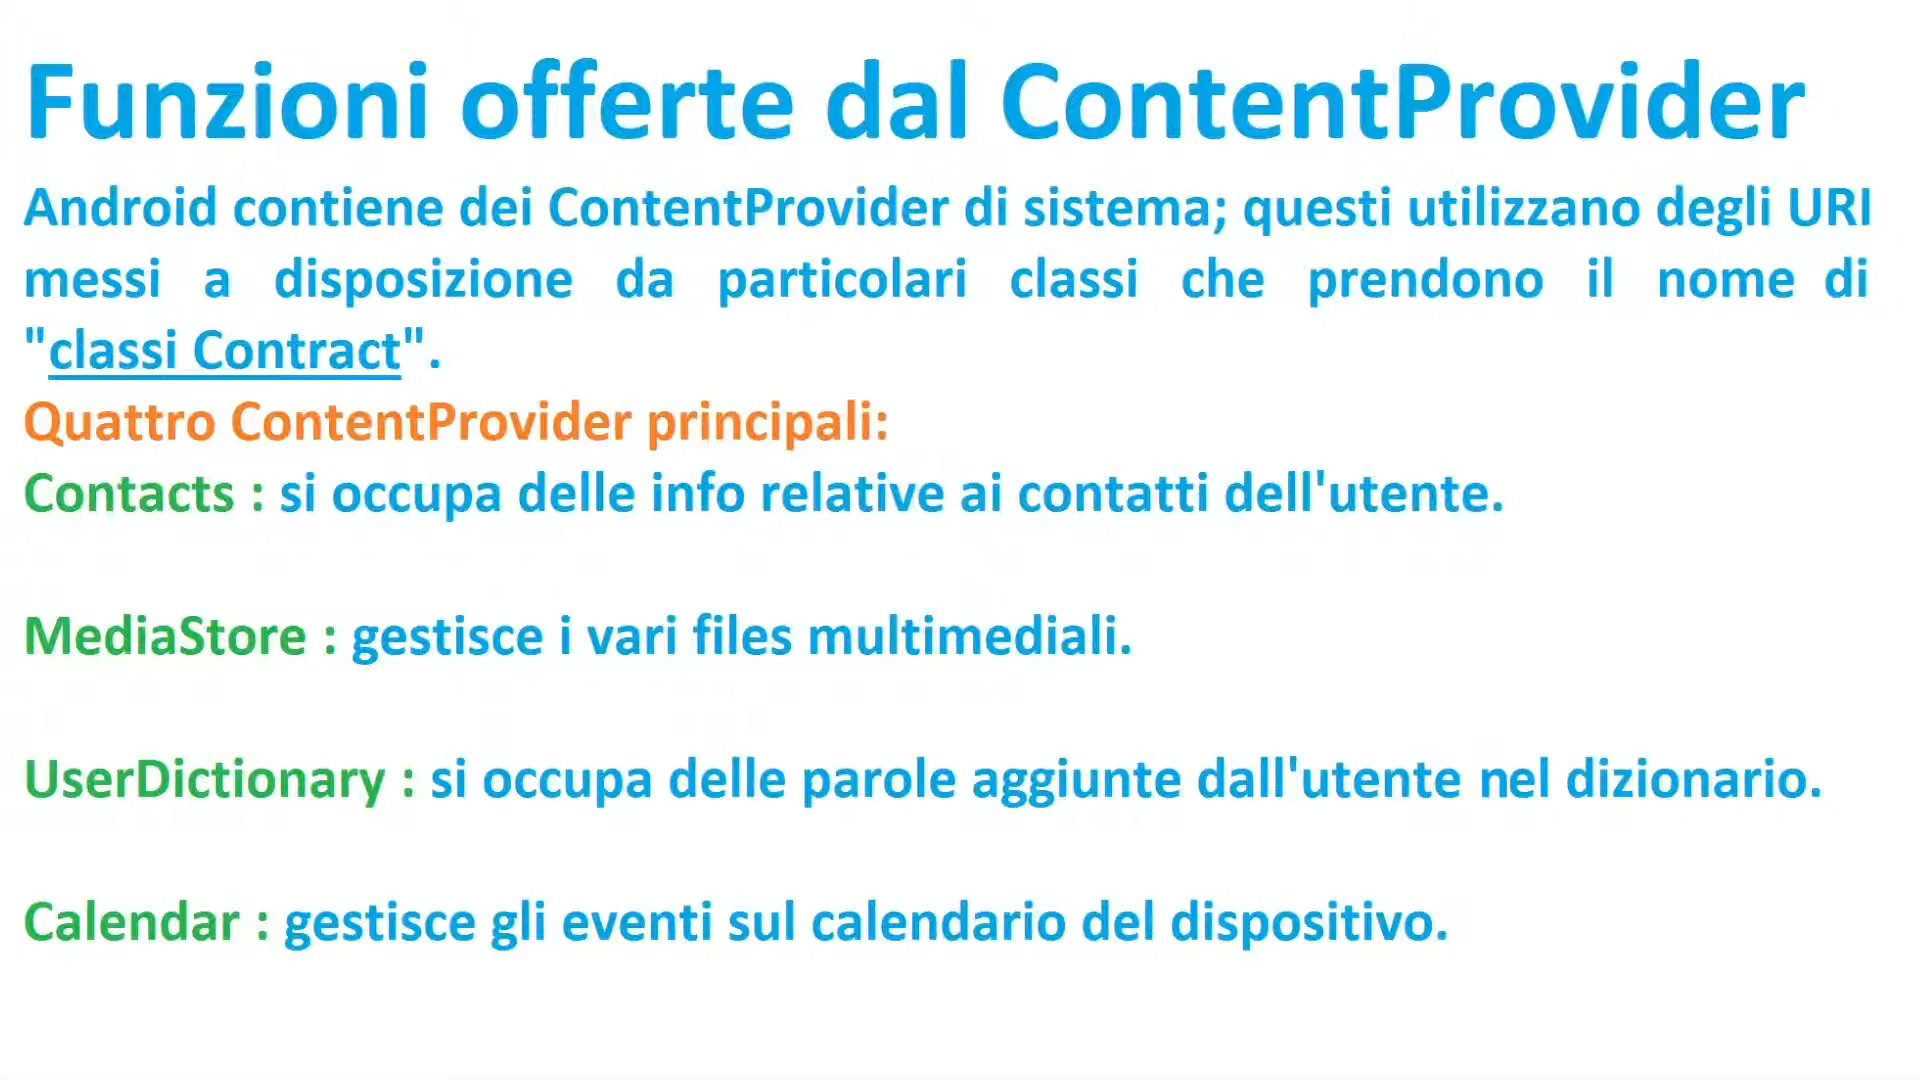 Funzioni offerte dal ContentProvider
Android contiene dei ContentProvider di sistema; questi utilizzano degli URI
messi a disposizione da particolari classi che prendono il nome di
"classi Contract".
Quattro ContentProvider principali:
Contacts : si occupa delle info relative ai contatti dell'utente.
MediaStore : gestisce i vari files multimediali.
UserDictionary : si occupa delle parole aggiunte dall'utente nel dizionario.
Calendar : gestisce gli eventi sul calendario del dispositivo.